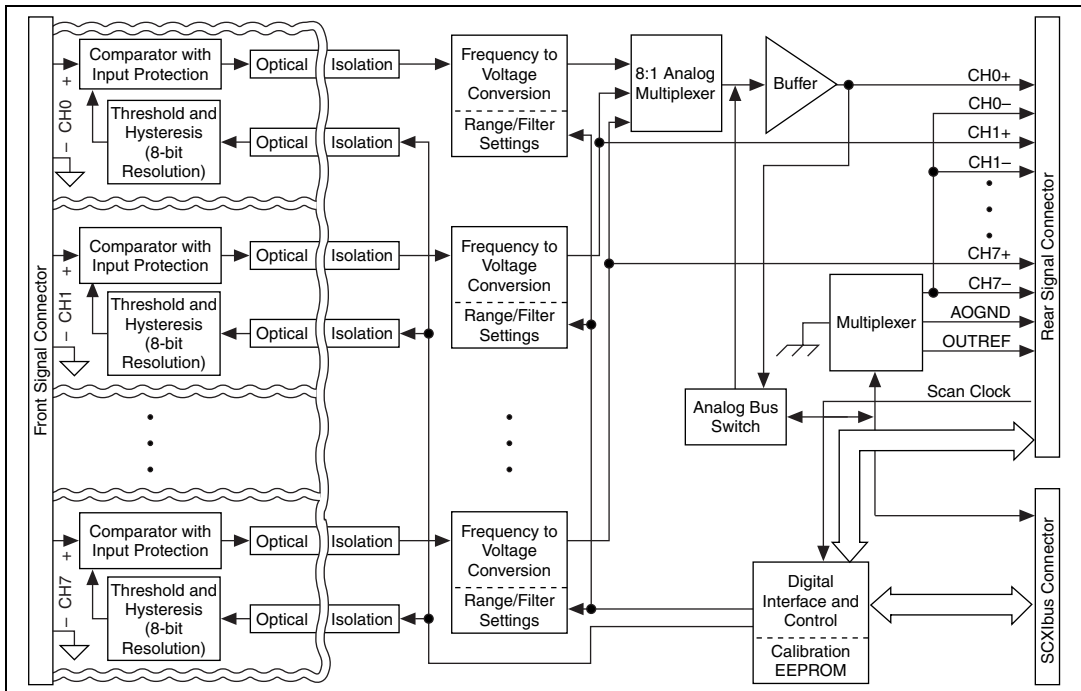 Front Signal Connector
+
– CH0
Comparator with
Input Protection
Threshold and
Hysteresis
(8-bit
Resolution)
Optical Isolation
Optical Isolation
Frequency to
Voltage
Conversion
Range/Filter
Settings
8:1 Analog
Multiplexer
Buffer
CH0+
CH0–
CH1+
CH1–
CH7+
CH7–
AOGND
OUTREF
Scan Clock
Rear Signal Connector
+
– CH1
Comparator with
Input Protection
Threshold and
Hysteresis
(8-bit
Resolution)
Optical Isolation
Optical Isolation
Frequency to
Voltage
Conversion
Range/Filter
Settings
Multiplexer
Analog Bus
Switch
+
– CH7
Comparator with
Input Protection
Threshold and
Hysteresis
(8-bit
Resolution)
Optical Isolation
Optical Isolation
Frequency to
Voltage
Conversion
Range/Filter
Settings
Digital
Interface and
Control
Calibration
EEPROM
SCXIbus Connector